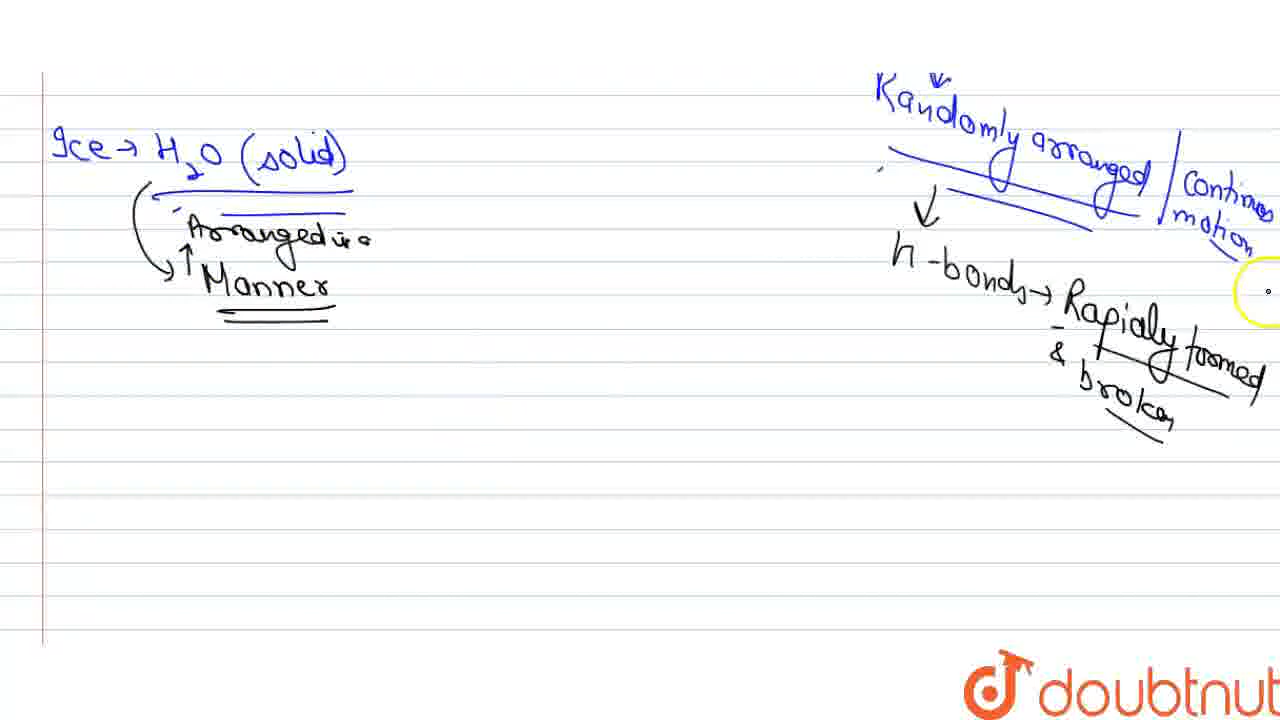 Ice → H₂O (solid)
Arranged in a
↑ Manner
Randomly arranged
continuous
motion
h-bonds → Rapidly formed
& broken
doubtnut